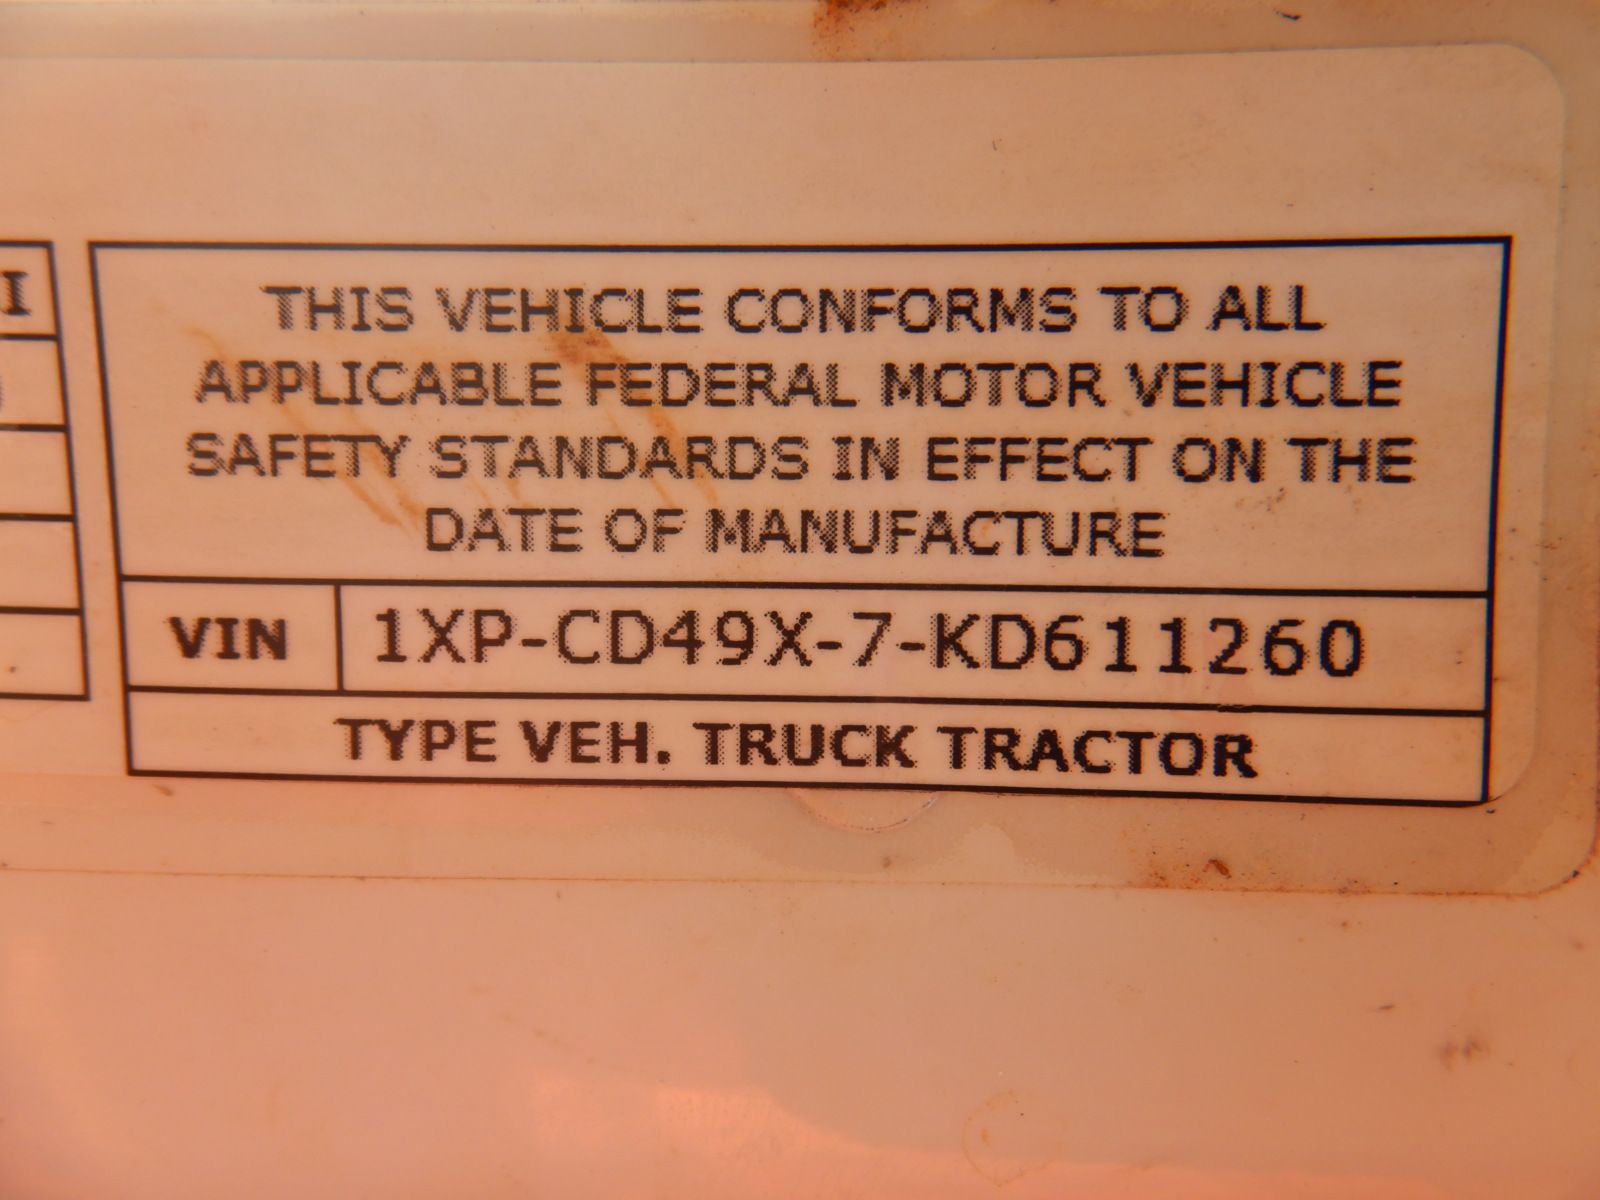 I
THIS VEHICLE CONFORMS TO ALL
APPLICABLE FEDERAL MOTOR VEHICLE
SAFETY STANDARDS IN EFFECT ON THE
DATE OF MANUFACTURE
VIN 1XP-CD49X-7-KD611260
TYPE VEH. TRUCK TRACTOR